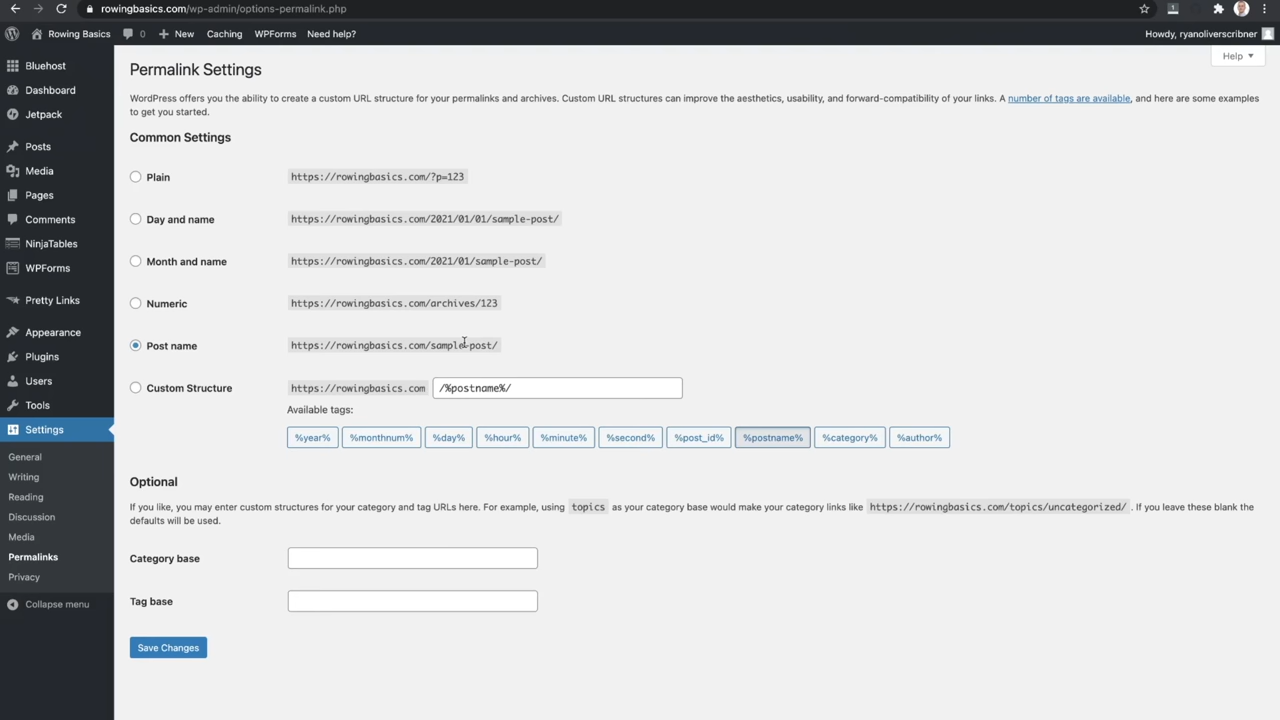 rowingbasics.com/wp-admin/options-permalink.php
1
Rowing Basics
0
New
Caching
WPForms
Need help?
Howdy, ryanoliverscribner
Bluehost
Dashboard
Jetpack
Posts
Media
Pages
Comments
NinjaTables
WPForms
Pretty Links
Appearance
Plugins
Users
Tools
Settings
General
Writing
Reading
Discussion
Media
Permalinks
Privacy
Collapse menu
Help
Permalink Settings
WordPress offers you the ability to create a custom URL structure for your permalinks and archives. Custom URL structures can improve the aesthetics, usability, and forward-compatibility of your links. A number of tags are available, and here are some examples
to get you started.
Common Settings
Plain https://rowingbasics.com/?p=123
Day and name https://rowingbasics.com/2021/01/01/sample-post/
Month and name https://rowingbasics.com/2021/01/sample-post/
Numeric https://rowingbasics.com/archives/123
Post name https://rowingbasics.com/sample-post/
Custom Structure https://rowingbasics.com /%postname%/
Available tags:
%year% %monthnum% %day% %hour% %minute% %second% %post_id% %postname% %category% %author%
Optional
If you like, you may enter custom structures for your category and tag URLs here. For example, using topics as your category base would make your category links like https://rowingbasics.com/topics/uncategorized/ . If you leave these blank the
defaults will be used.
Category base
Tag base
Save Changes